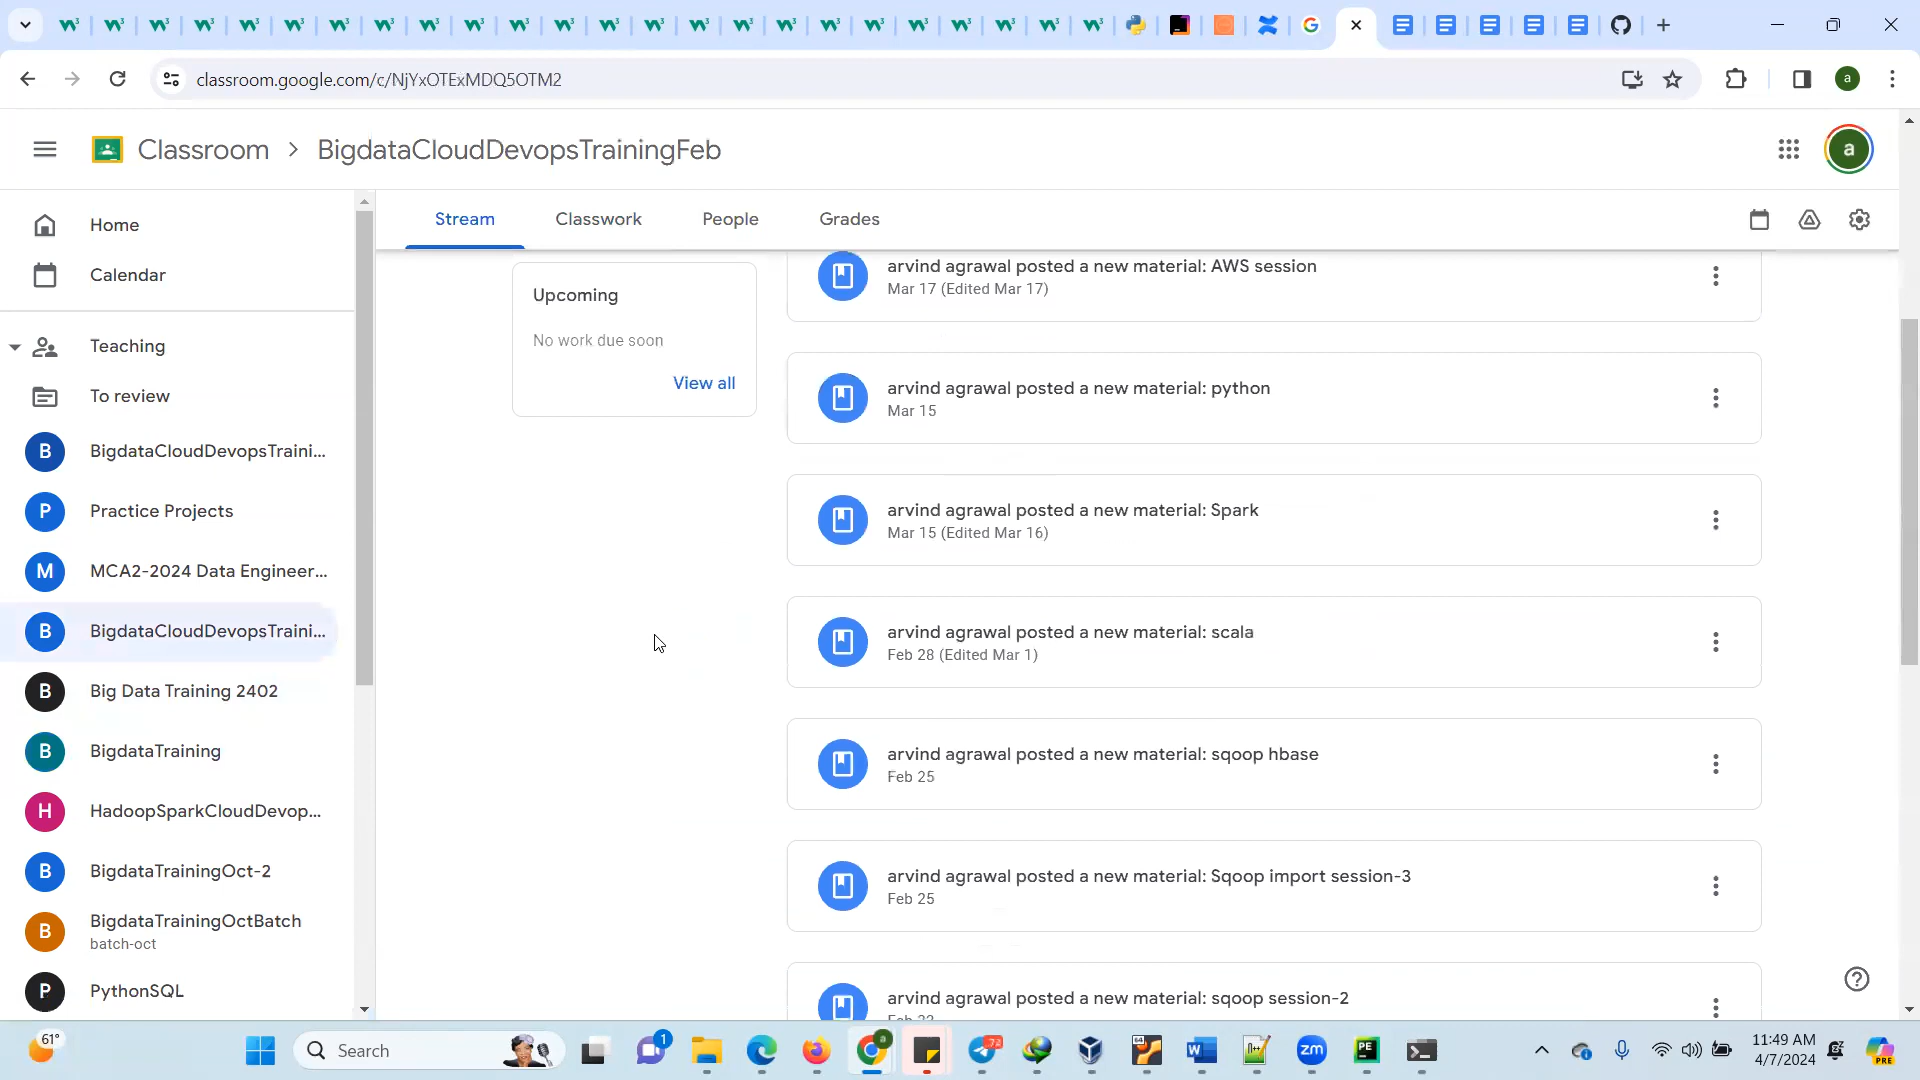 classroom.google.com/c/NjYxOTExMDQ5OTM2
a
Classroom > BigdataCloudDevopsTrainingFeb
a
Home
Calendar
Teaching
To review
B BigdataCloudDevopsTraini...
P Practice Projects
M MCA2-2024 Data Engineer...
B BigdataCloudDevopsTraini...
B Big Data Training 2402
B BigdataTraining
H HadoopSparkCloudDevop...
B BigdataTrainingOct-2
B BigdataTrainingOctBatch
batch-oct
P PythonSQL
Stream Classwork People Grades
Upcoming
No work due soon
View all
arvind agrawal posted a new material: AWS session
Mar 17 (Edited Mar 17)
arvind agrawal posted a new material: python
Mar 15
arvind agrawal posted a new material: Spark
Mar 15 (Edited Mar 16)
arvind agrawal posted a new material: scala
Feb 28 (Edited Mar 1)
arvind agrawal posted a new material: sqoop hbase
Feb 25
arvind agrawal posted a new material: Sqoop import session-3
Feb 25
arvind agrawal posted a new material: sqoop session-2
61°
Search
1
72
zm
11:49 AM
4/7/2024
PRE